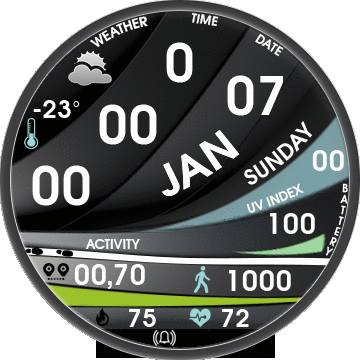 WEATHER TIME DATE
0
07
-23°
00
JAN
SUNDAY
00
00
UV INDEX
BATTERY
100
ACTIVITY
00,70
1000
75
72